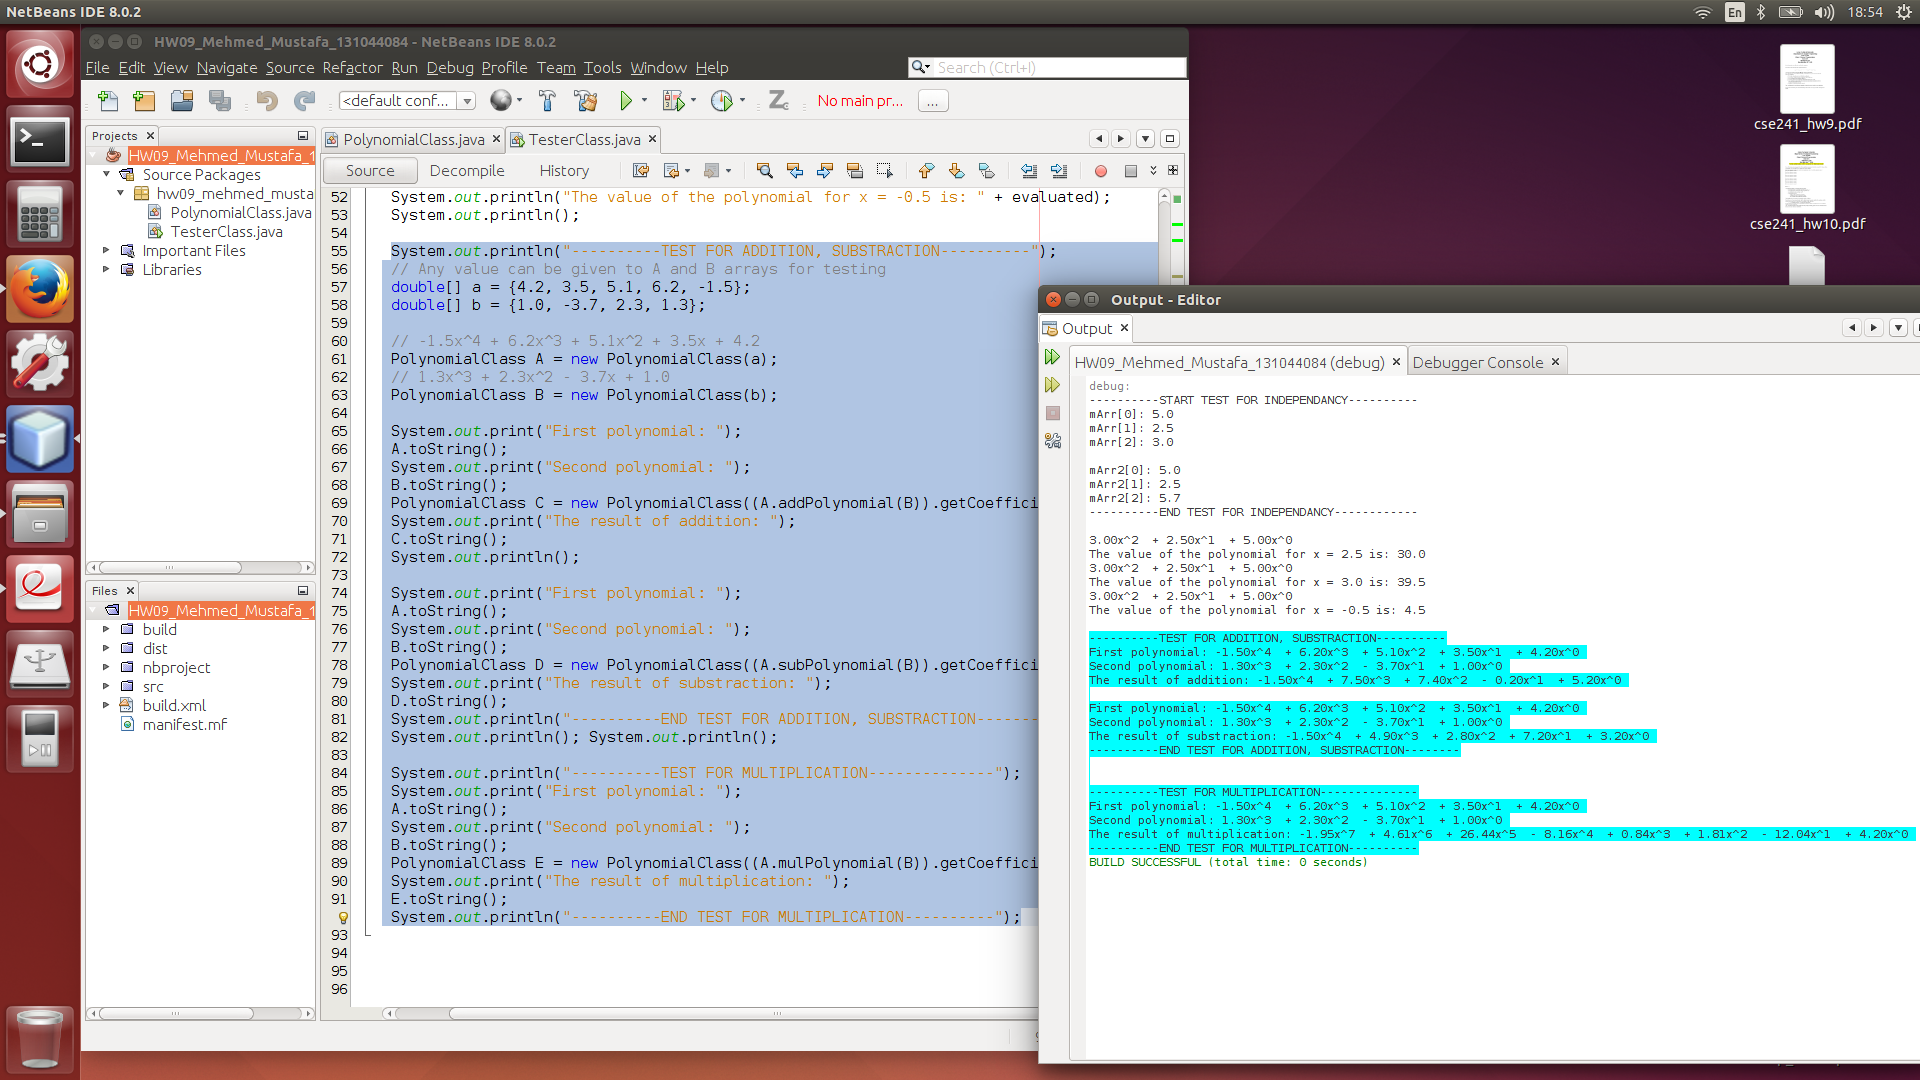 NetBeans IDE 8.0.2
En
18:54
HW09_Mehmed_Mustafa_131044084 - NetBeans IDE 8.0.2
File Edit View Navigate Source Refactor Run Debug Profile Team Tools Window Help
Search (Ctrl+I)
<default conf...
No main pr...
...
Projects
HW09_Mehmed_Mustafa_1
Source Packages
hw09_mehmed_musta
PolynomialClass.java
TesterClass.java
Important Files
Libraries
Files
HW09_Mehmed_Mustafa_1
build
dist
nbproject
src
build.xml
manifest.mf
PolynomialClass.java
TesterClass.java
Source Decompile History
52 System.out.println("The value of the polynomial for x = -0.5 is: " + evaluated);
53 System.out.println();
54
55 System.out.println("----------TEST FOR ADDITION, SUBSTRACTION----------");
56 // Any value can be given to A and B arrays for testing
57 double[] a = {4.2, 3.5, 5.1, 6.2, -1.5};
58 double[] b = {1.0, -3.7, 2.3, 1.3};
59
60 // -1.5x^4 + 6.2x^3 + 5.1x^2 + 3.5x + 4.2
61 PolynomialClass A = new PolynomialClass(a);
62 // 1.3x^3 + 2.3x^2 - 3.7x + 1.0
63 PolynomialClass B = new PolynomialClass(b);
64
65 System.out.print("First polynomial: ");
66 A.toString();
67 System.out.print("Second polynomial: ");
68 B.toString();
69 PolynomialClass C = new PolynomialClass((A.addPolynomial(B)).getCoeffici
70 System.out.print("The result of addition: ");
71 C.toString();
72 System.out.println();
73
74 System.out.print("First polynomial: ");
75 A.toString();
76 System.out.print("Second polynomial: ");
77 B.toString();
78 PolynomialClass D = new PolynomialClass((A.subPolynomial(B)).getCoeffici
79 System.out.print("The result of substraction: ");
80 D.toString();
81 System.out.println("----------END TEST FOR ADDITION, SUBSTRACTION-------
82 System.out.println(); System.out.println();
83
84 System.out.println("----------TEST FOR MULTIPLICATION--------------");
85 System.out.print("First polynomial: ");
86 A.toString();
87 System.out.print("Second polynomial: ");
88 B.toString();
89 PolynomialClass E = new PolynomialClass((A.mulPolynomial(B)).getCoeffici
90 System.out.print("The result of multiplication: ");
91 E.toString();
System.out.println("----------END TEST FOR MULTIPLICATION----------");
93
94
95
96
cse241_hw9.pdf
cse241_hw10.pdf
Output - Editor
Output
HW09_Mehmed_Mustafa_131044084 (debug)
Debugger Console
debug:
----------START TEST FOR INDEPENDANCY----------
mArr[0]: 5.0
mArr[1]: 2.5
mArr[2]: 3.0
mArr2[0]: 5.0
mArr2[1]: 2.5
mArr2[2]: 5.7
----------END TEST FOR INDEPENDANCY------------
3.00x^2 + 2.50x^1 + 5.00x^0
The value of the polynomial for x = 2.5 is: 30.0
3.00x^2 + 2.50x^1 + 5.00x^0
The value of the polynomial for x = 3.0 is: 39.5
3.00x^2 + 2.50x^1 + 5.00x^0
The value of the polynomial for x = -0.5 is: 4.5
----------TEST FOR ADDITION, SUBSTRACTION----------
First polynomial: -1.50x^4 + 6.20x^3 + 5.10x^2 + 3.50x^1 + 4.20x^0
Second polynomial: 1.30x^3 + 2.30x^2 - 3.70x^1 + 1.00x^0
The result of addition: -1.50x^4 + 7.50x^3 + 7.40x^2 - 0.20x^1 + 5.20x^0
First polynomial: -1.50x^4 + 6.20x^3 + 5.10x^2 + 3.50x^1 + 4.20x^0
Second polynomial: 1.30x^3 + 2.30x^2 - 3.70x^1 + 1.00x^0
The result of substraction: -1.50x^4 + 4.90x^3 + 2.80x^2 + 7.20x^1 + 3.20x^0
----------END TEST FOR ADDITION, SUBSTRACTION--------
----------TEST FOR MULTIPLICATION--------------
First polynomial: -1.50x^4 + 6.20x^3 + 5.10x^2 + 3.50x^1 + 4.20x^0
Second polynomial: 1.30x^3 + 2.30x^2 - 3.70x^1 + 1.00x^0
The result of multiplication: -1.95x^7 + 4.61x^6 + 26.44x^5 - 8.16x^4 + 0.84x^3 + 1.81x^2 - 12.04x^1 + 4.20x^0
----------END TEST FOR MULTIPLICATION----------
BUILD SUCCESSFUL (total time: 0 seconds)